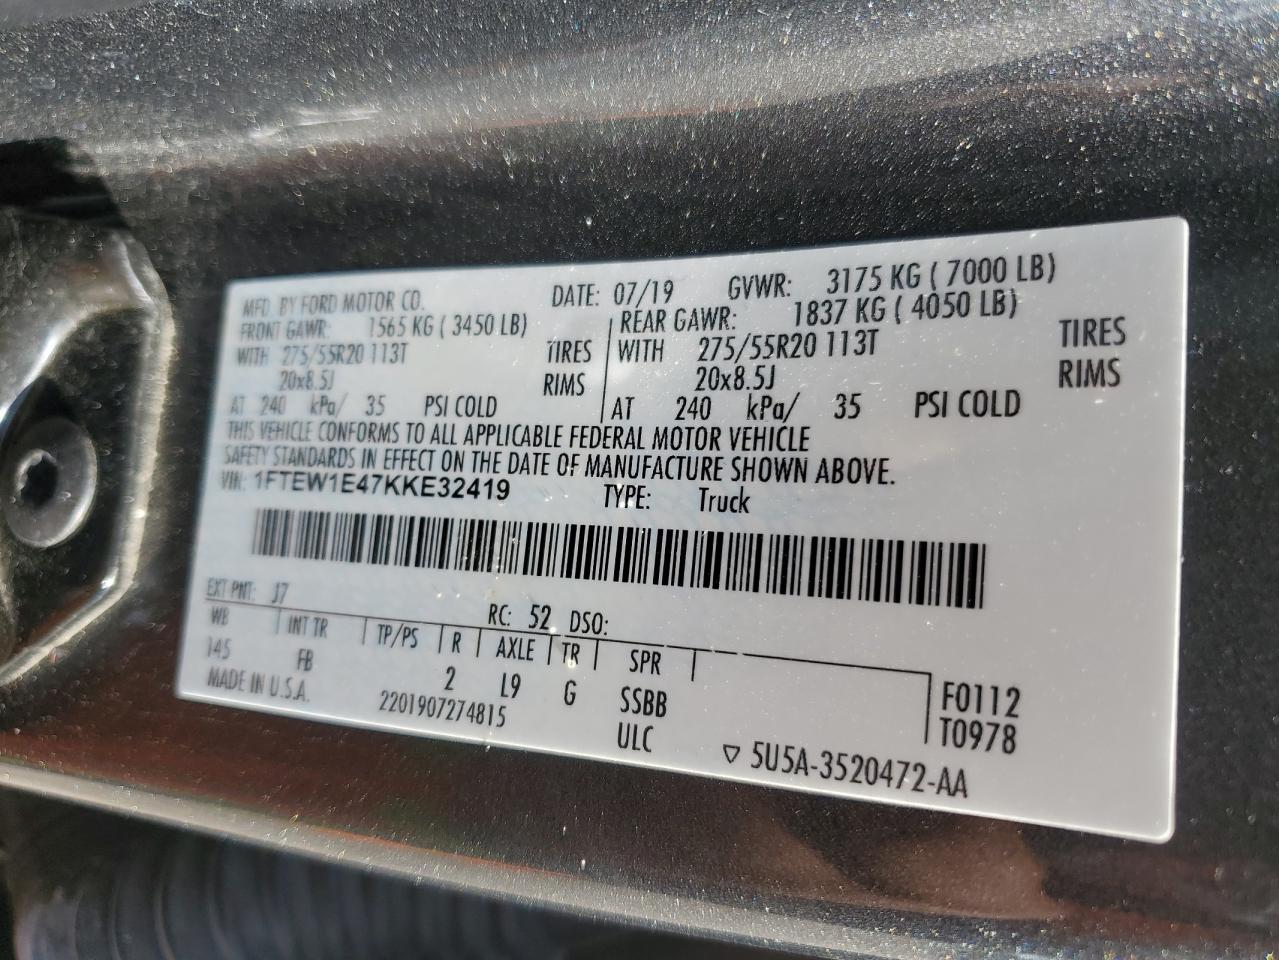 MFD. BY FORD MOTOR CO. DATE: 07/19 GVWR: 3175 KG ( 7000 LB)
FRONT GAWR: 1565 KG ( 3450 LB) REAR GAWR: 1837 KG ( 4050 LB)
WITH 275/55R20 113T TIRES WITH 275/55R20 113T TIRES
20x8.5J RIMS 20x8.5J RIMS
AT 240 kPa/ 35 PSI COLD AT 240 kPa/ 35 PSI COLD
THIS VEHICLE CONFORMS TO ALL APPLICABLE FEDERAL MOTOR VEHICLE
SAFETY STANDARDS IN EFFECT ON THE DATE OF MANUFACTURE SHOWN ABOVE.
VIN: 1FTEW1E47KKE32419 TYPE: Truck
EXT PNT: J7 RC: 52 DSO:
WB INT TR TP/PS R AXLE TR SPR
145 FB 2 L9 G SSBB F0112
MADE IN U.S.A. 2201907274815 ULC T0978
▽ 5U5A-3520472-AA